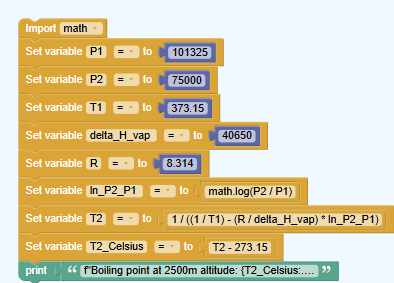 Import math
Set variable P1 = to 101325
Set variable P2 = to 75000
Set variable T1 = to 373.15
Set variable delta_H_vap = to 40650
Set variable R = to 8.314
Set variable ln_P2_P1 = to math.log(P2 / P1)
Set variable T2 = to 1 / ((1 / T1) - (R / delta_H_vap) * ln_P2_P1)
Set variable T2_Celsius = to T2 - 273.15
print “ f"Boiling point at 2500m altitude: {T2_Celsius:.... ”